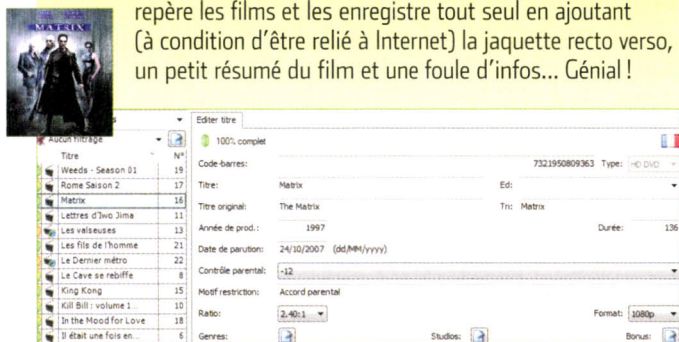 repère les films et les enregistre tout seul en ajoutant
(à condition d'être relié à Internet) la jaquette recto verso,
un petit résumé du film et une foule d'infos... Génial !
MATRIX
Editer titre
Aucun filtrage
100% complet
Titre N°
Weeds - Season 01 19
Rome Saison 2 17
Matrix 16
Lettres d'Iwo Jima 11
Les valseuses 13
Les fils de l'homme 21
Le Dernier métro 22
Le Cave se rebiffe 8
King Kong 15
Kill Bill : volume 1... 10
In the Mood for Love 18
Il était une fois en... 6
Code-barres: 7321950809363 Type: HD DVD
Titre: Matrix Ed:
Titre original: The Matrix Tri: Matrix
Année de prod.: 1997 Durée: 136
Date de parution: 24/10/2007 (dd/MM/yyyy)
Contrôle parental: -12
Motif restriction: Accord parental
Ratio: 2.40:1 Format: 1080p
Genres: Studios: Bonus: